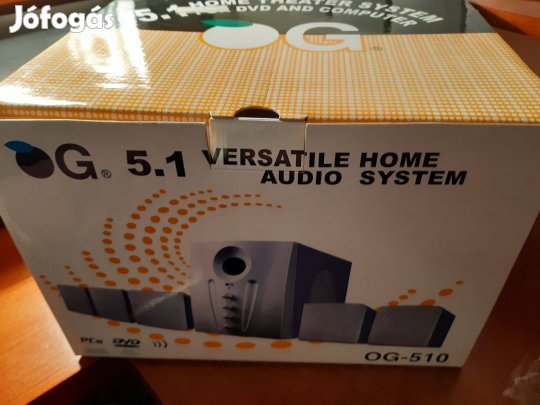 Jófogás
5.1 HOME THEATER SYSTEM
DVD AND COMPUTER
OG®
OG® 5.1 VERSATILE HOME
AUDIO SYSTEM
PCs DVD
OG-510